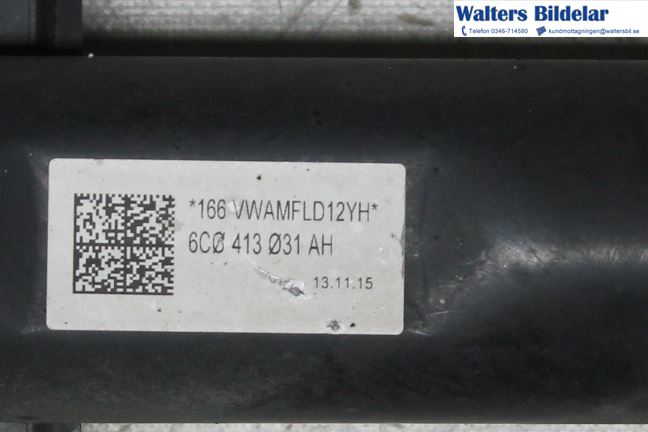 Walters Bildelar
Telefon 0346-714580 kundmottagningen@waltersbil.se
*166 VWAMFLD12YH*
6CØ 413 Ø31 AH
13.11.15